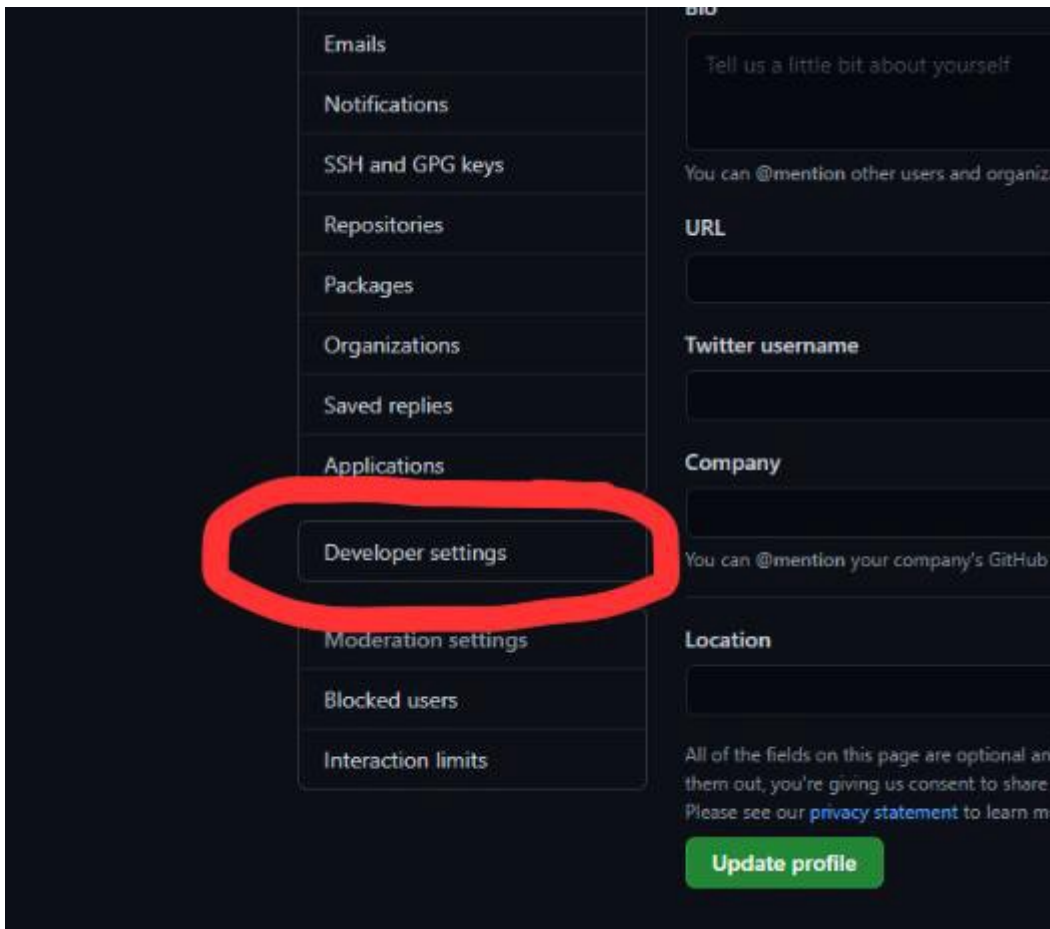 Emails
Notifications
SSH and GPG keys
Repositories
Packages
Organizations
Saved replies
Applications
Developer settings
Moderation settings
Blocked users
Interaction limits
Bio
Tell us a little bit about yourself
You can @mention other users and
URL
Twitter username
Company
You can @mention your company's GitHub
Location
All of the fields on this page are optional
them out, you're giving us consent to share
Please see our privacy statement to learn
Update profile